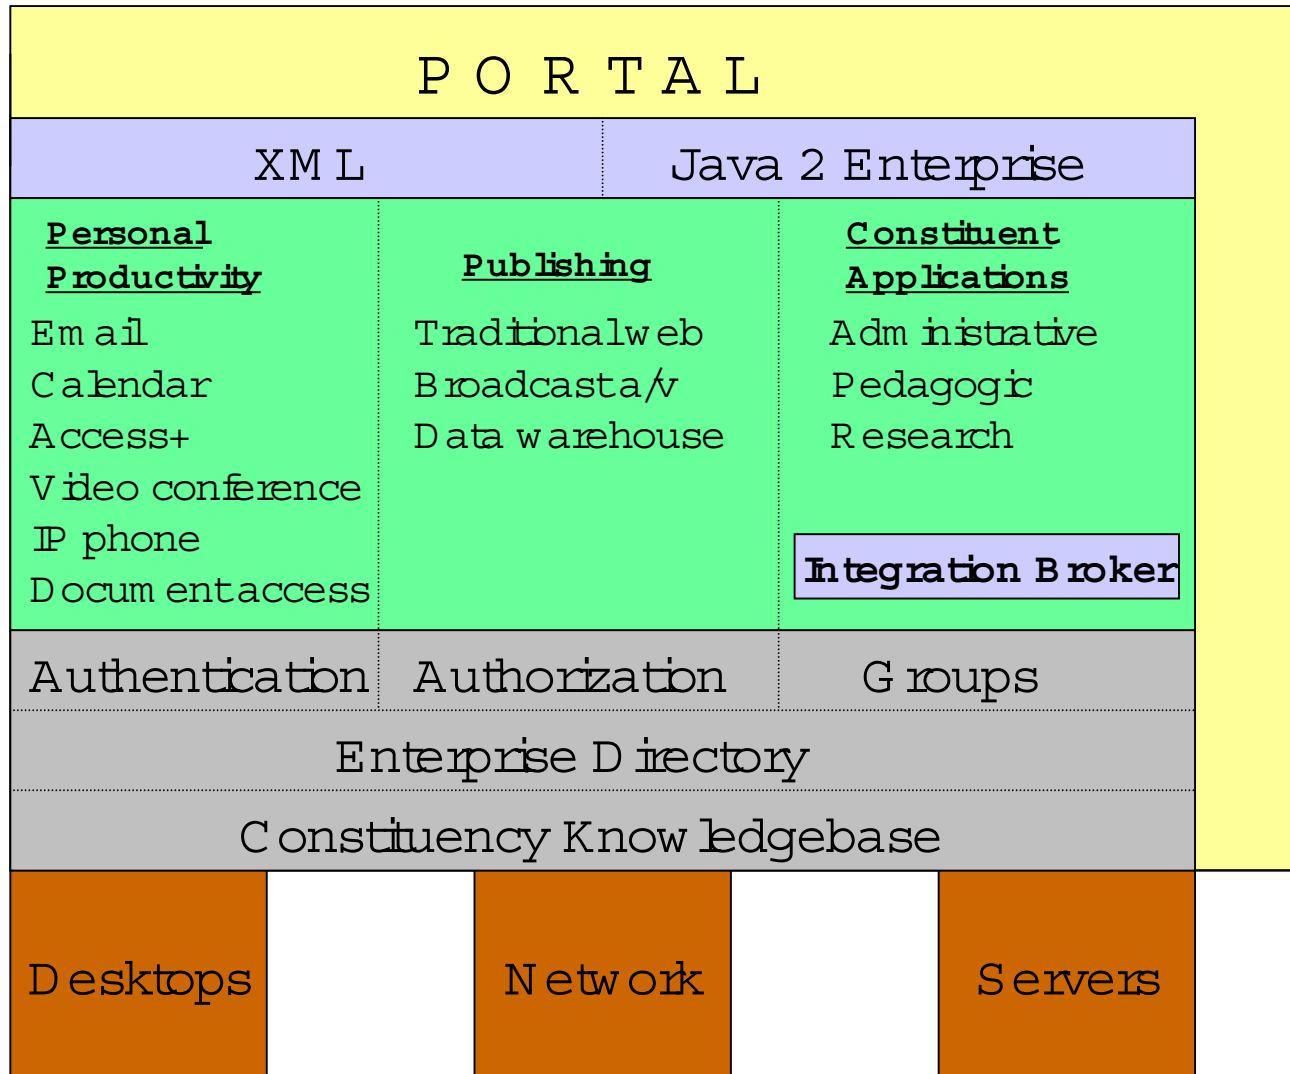 PORTAL
XML
Java 2 Enterprise
Personal
Productivity
Email
Calendar
Access+
Video conference
IP phone
Document access
Publishing
Traditional web
Broadcast a/v
Data warehouse
Constituent
Applications
Administrative
Pedagogic
Research
Integration Broker
Authentication
Authorization
Groups
Enterprise Directory
Constituency Knowledgebase
Desktops
Network
Servers